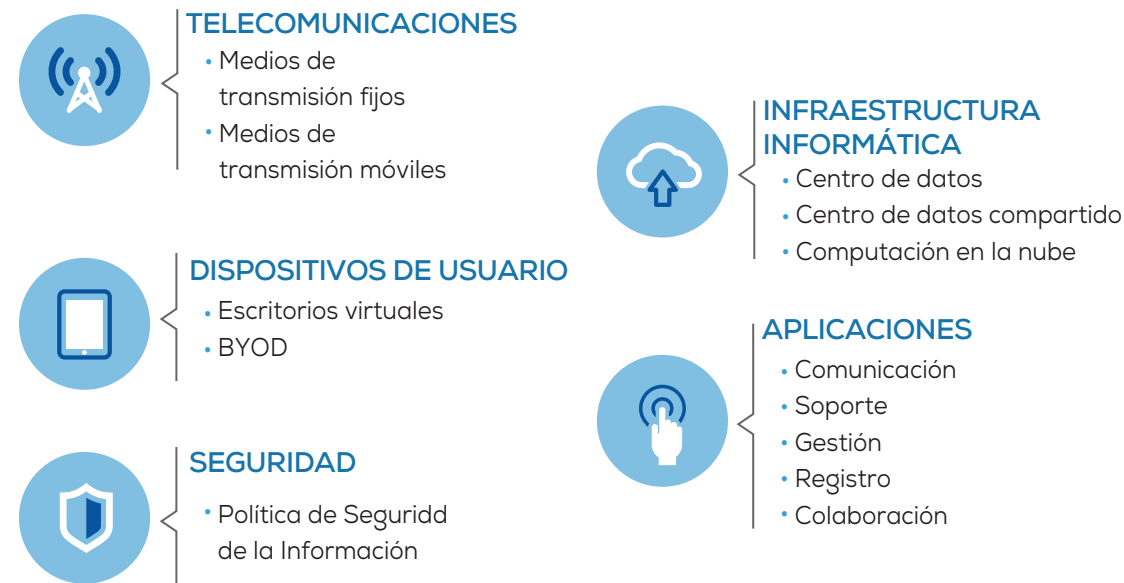 TELECOMUNICACIONES
• Medios de
transmisión fijos
• Medios de
transmisión móviles
DISPOSITIVOS DE USUARIO
• Escritorios virtuales
• BYOD
SEGURIDAD
• Política de Seguridd
de la Información
INFRAESTRUCTURA
INFORMÁTICA
• Centro de datos
• Centro de datos compartido
• Computación en la nube
APLICACIONES
• Comunicación
• Soporte
• Gestión
• Registro
• Colaboración